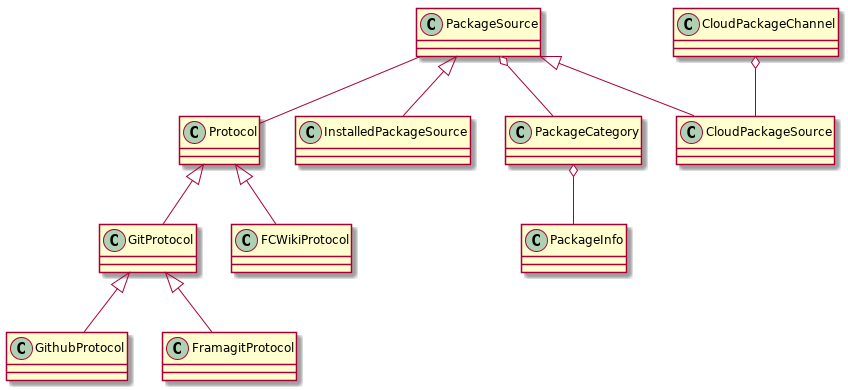 C PackageSource
C CloudPackageChannel
C Protocol
C InstalledPackageSource
C PackageCategory
C CloudPackageSource
C GitProtocol
C FCWikiProtocol
C PackageInfo
C GithubProtocol
C FramagitProtocol